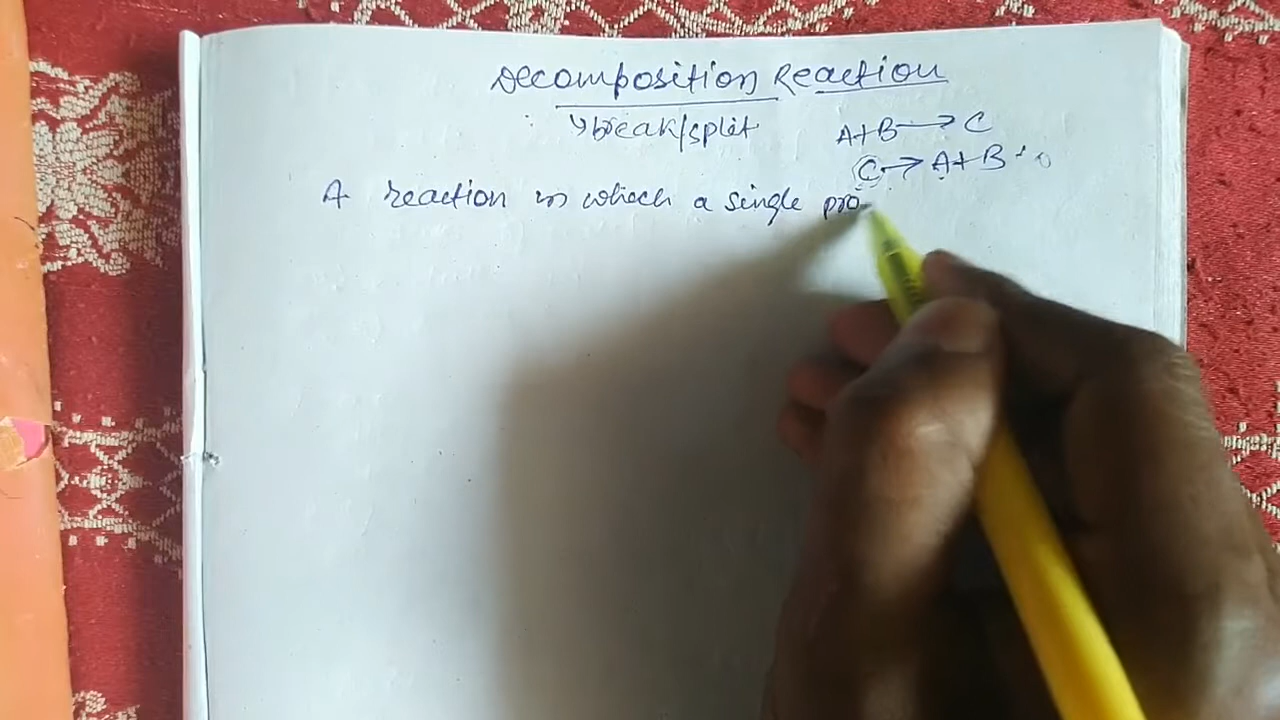 Decomposition Reaction
↳break/split
A+B⟶C
C→A+B
A reaction in which a single pro